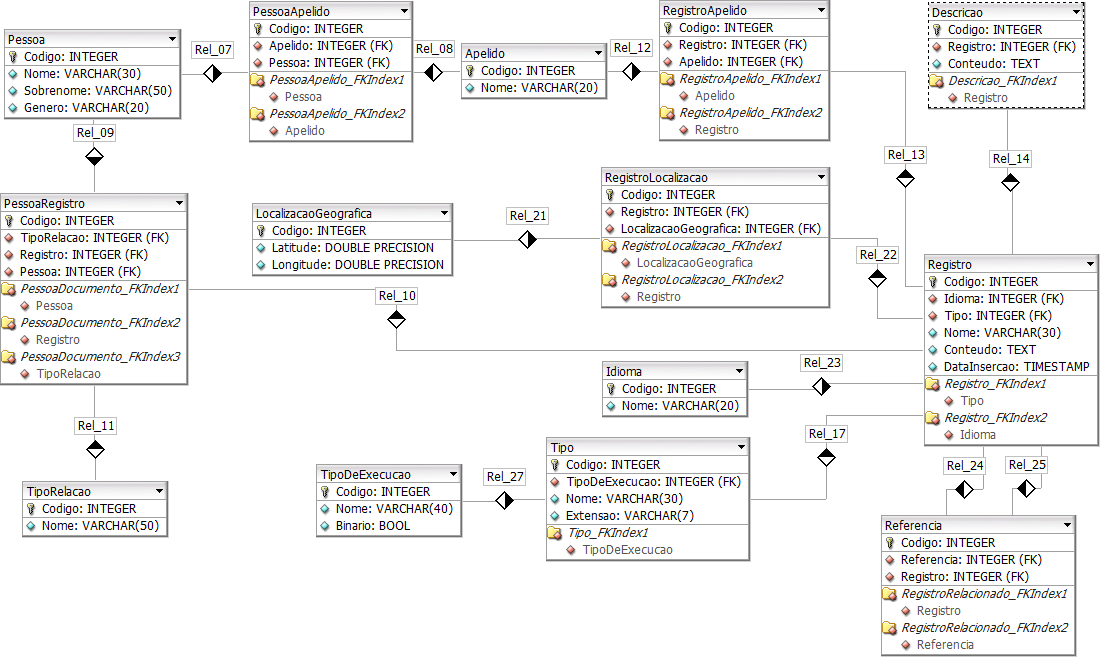 Pessoa
Codigo: INTEGER
Nome: VARCHAR(30)
Sobrenome: VARCHAR(50)
Genero: VARCHAR(20)
Rel_07
PessoaApelido
Codigo: INTEGER
Apelido: INTEGER (FK)
Pessoa: INTEGER (FK)
PessoaApelido_FKIndex1
Pessoa
PessoaApelido_FKIndex2
Apelido
Rel_08
Apelido
Codigo: INTEGER
Nome: VARCHAR(20)
Rel_12
RegistroApelido
Codigo: INTEGER
Registro: INTEGER (FK)
Apelido: INTEGER (FK)
RegistroApelido_FKIndex1
Apelido
RegistroApelido_FKIndex2
Registro
Descricao
Codigo: INTEGER
Registro: INTEGER (FK)
Conteudo: TEXT
Descricao_FKIndex1
Registro
Rel_09
Rel_13
Rel_14
PessoaRegistro
Codigo: INTEGER
TipoRelacao: INTEGER (FK)
Registro: INTEGER (FK)
Pessoa: INTEGER (FK)
PessoaDocumento_FKIndex1
Pessoa
PessoaDocumento_FKIndex2
Registro
PessoaDocumento_FKIndex3
TipoRelacao
LocalizacaoGeografica
Codigo: INTEGER
Latitude: DOUBLE PRECISION
Longitude: DOUBLE PRECISION
Rel_21
RegistroLocalizacao
Codigo: INTEGER
Registro: INTEGER (FK)
LocalizacaoGeografica: INTEGER (FK)
RegistroLocalizacao_FKIndex1
LocalizacaoGeografica
RegistroLocalizacao_FKIndex2
Registro
Rel_22
Rel_10
Registro
Codigo: INTEGER
Idioma: INTEGER (FK)
Tipo: INTEGER (FK)
Nome: VARCHAR(30)
Conteudo: TEXT
DataInsercao: TIMESTAMP
Registro_FKIndex1
Tipo
Registro_FKIndex2
Idioma
Idioma
Codigo: INTEGER
Nome: VARCHAR(20)
Rel_23
Rel_11
Rel_17
TipoRelacao
Codigo: INTEGER
Nome: VARCHAR(50)
TipoDeExecucao
Codigo: INTEGER
Nome: VARCHAR(40)
Binario: BOOL
Rel_27
Tipo
Codigo: INTEGER
TipoDeExecucao: INTEGER (FK)
Nome: VARCHAR(30)
Extensao: VARCHAR(7)
Tipo_FKIndex1
TipoDeExecucao
Rel_24
Rel_25
Referencia
Codigo: INTEGER
Referencia: INTEGER (FK)
Registro: INTEGER (FK)
RegistroRelacionado_FKIndex1
Registro
RegistroRelacionado_FKIndex2
Referencia